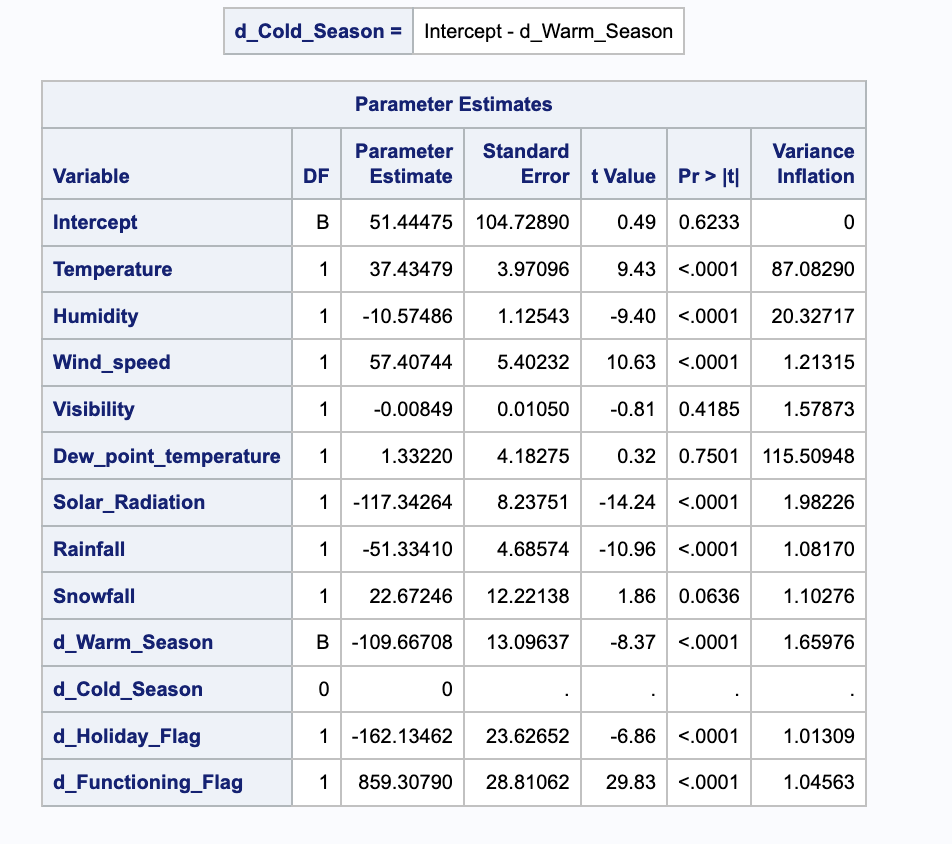 d_Cold_Season = Intercept - d_Warm_Season
Parameter Estimates
Variable DF Parameter Estimate Standard Error t Value Pr > |t| Variance Inflation
Intercept B 51.44475 104.72890 0.49 0.6233 0
Temperature 1 37.43479 3.97096 9.43 <.0001 87.08290
Humidity 1 -10.57486 1.12543 -9.40 <.0001 20.32717
Wind_speed 1 57.40744 5.40232 10.63 <.0001 1.21315
Visibility 1 -0.00849 0.01050 -0.81 0.4185 1.57873
Dew_point_temperature 1 1.33220 4.18275 0.32 0.7501 115.50948
Solar_Radiation 1 -117.34264 8.23751 -14.24 <.0001 1.98226
Rainfall 1 -51.33410 4.68574 -10.96 <.0001 1.08170
Snowfall 1 22.67246 12.22138 1.86 0.0636 1.10276
d_Warm_Season B -109.66708 13.09637 -8.37 <.0001 1.65976
d_Cold_Season 0 0 . . . .
d_Holiday_Flag 1 -162.13462 23.62652 -6.86 <.0001 1.01309
d_Functioning_Flag 1 859.30790 28.81062 29.83 <.0001 1.04563